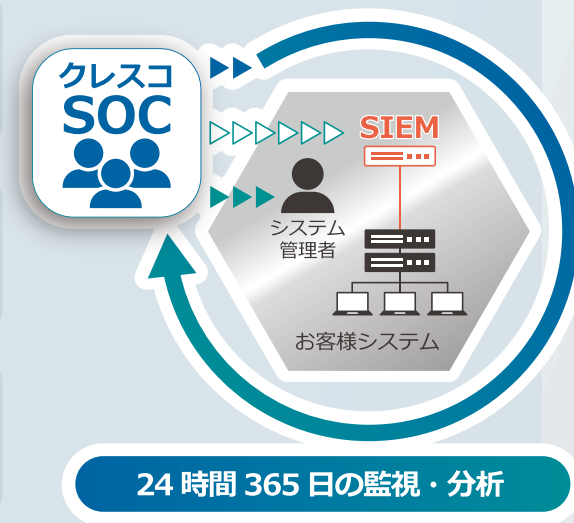 クレスコ
SOC
SIEM
システム
管理者
お客様システム
24 時間 365 日の監視・分析